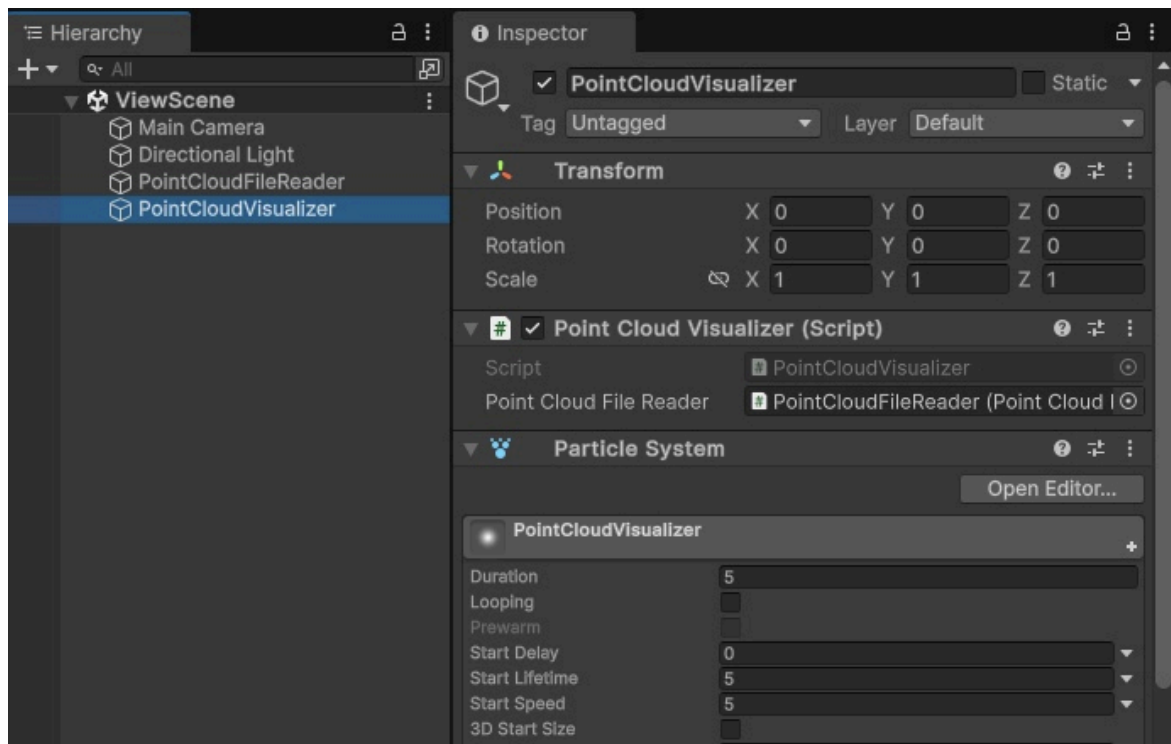 Hierarchy
All
ViewScene
Main Camera
Directional Light
PointCloudFileReader
PointCloudVisualizer
Inspector
PointCloudVisualizer Static
Tag Untagged Layer Default
Transform
Position X 0 Y 0 Z 0
Rotation X 0 Y 0 Z 0
Scale X 1 Y 1 Z 1
# Point Cloud Visualizer (Script)
Script # PointCloudVisualizer
Point Cloud File Reader # PointCloudFileReader (Point Cloud
Particle System
Open Editor...
PointCloudVisualizer
Duration 5
Looping
Prewarm
Start Delay 0
Start Lifetime 5
Start Speed 5
3D Start Size